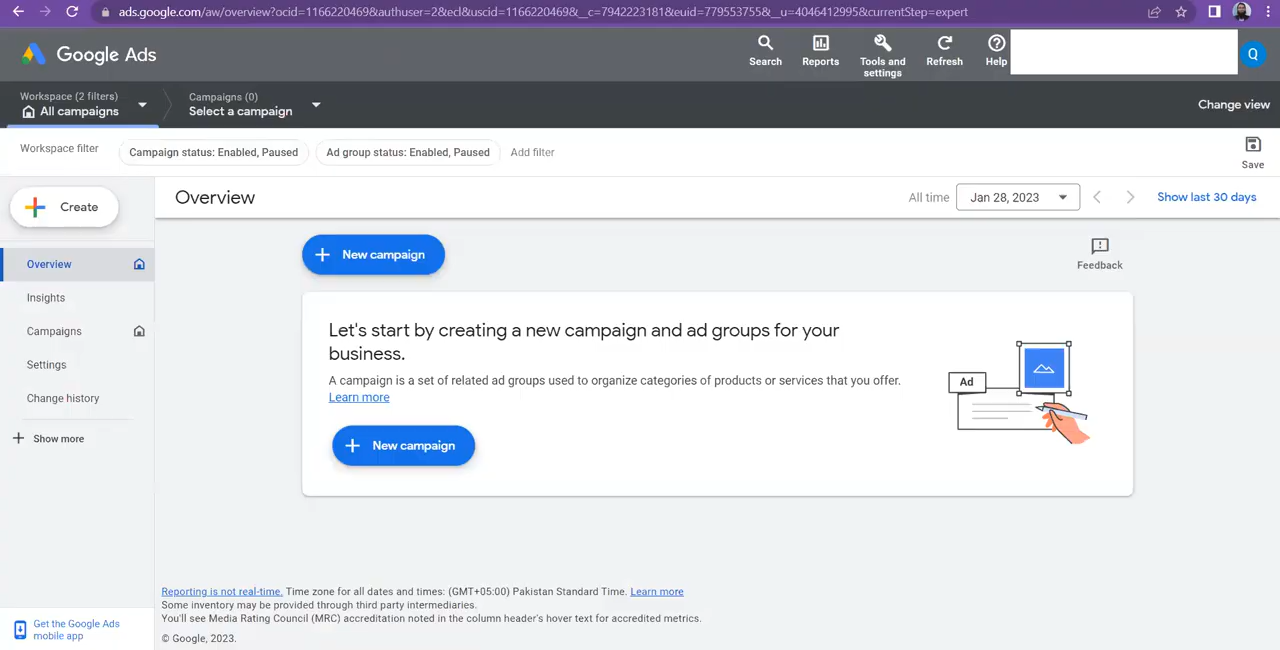 ads.google.com/aw/overview?ocid=1166220469&authuser=2&ecl&uscid=1166220469&__c=7942223181&euid=779553755&__u=4046412995&currentStep=expert
Google Ads
Search
Reports
Tools and
settings
Refresh
Help
Q
Workspace (2 filters)
All campaigns
Campaigns (0)
Select a campaign
Change view
Workspace filter
Campaign status: Enabled, Paused
Ad group status: Enabled, Paused
Add filter
Save
Create
Overview
All time
Jan 28, 2023
Show last 30 days
Overview
Insights
Campaigns
Settings
Change history
Show more
New campaign
Feedback
Let's start by creating a new campaign and ad groups for your
business.
A campaign is a set of related ad groups used to organize categories of products or services that you offer.
Learn more
New campaign
Ad
Reporting is not real-time. Time zone for all dates and times: (GMT+05:00) Pakistan Standard Time. Learn more
Some inventory may be provided through third party intermediaries.
You'll see Media Rating Council (MRC) accreditation noted in the column header's hover text for accredited metrics.
© Google, 2023.
Get the Google Ads
mobile app